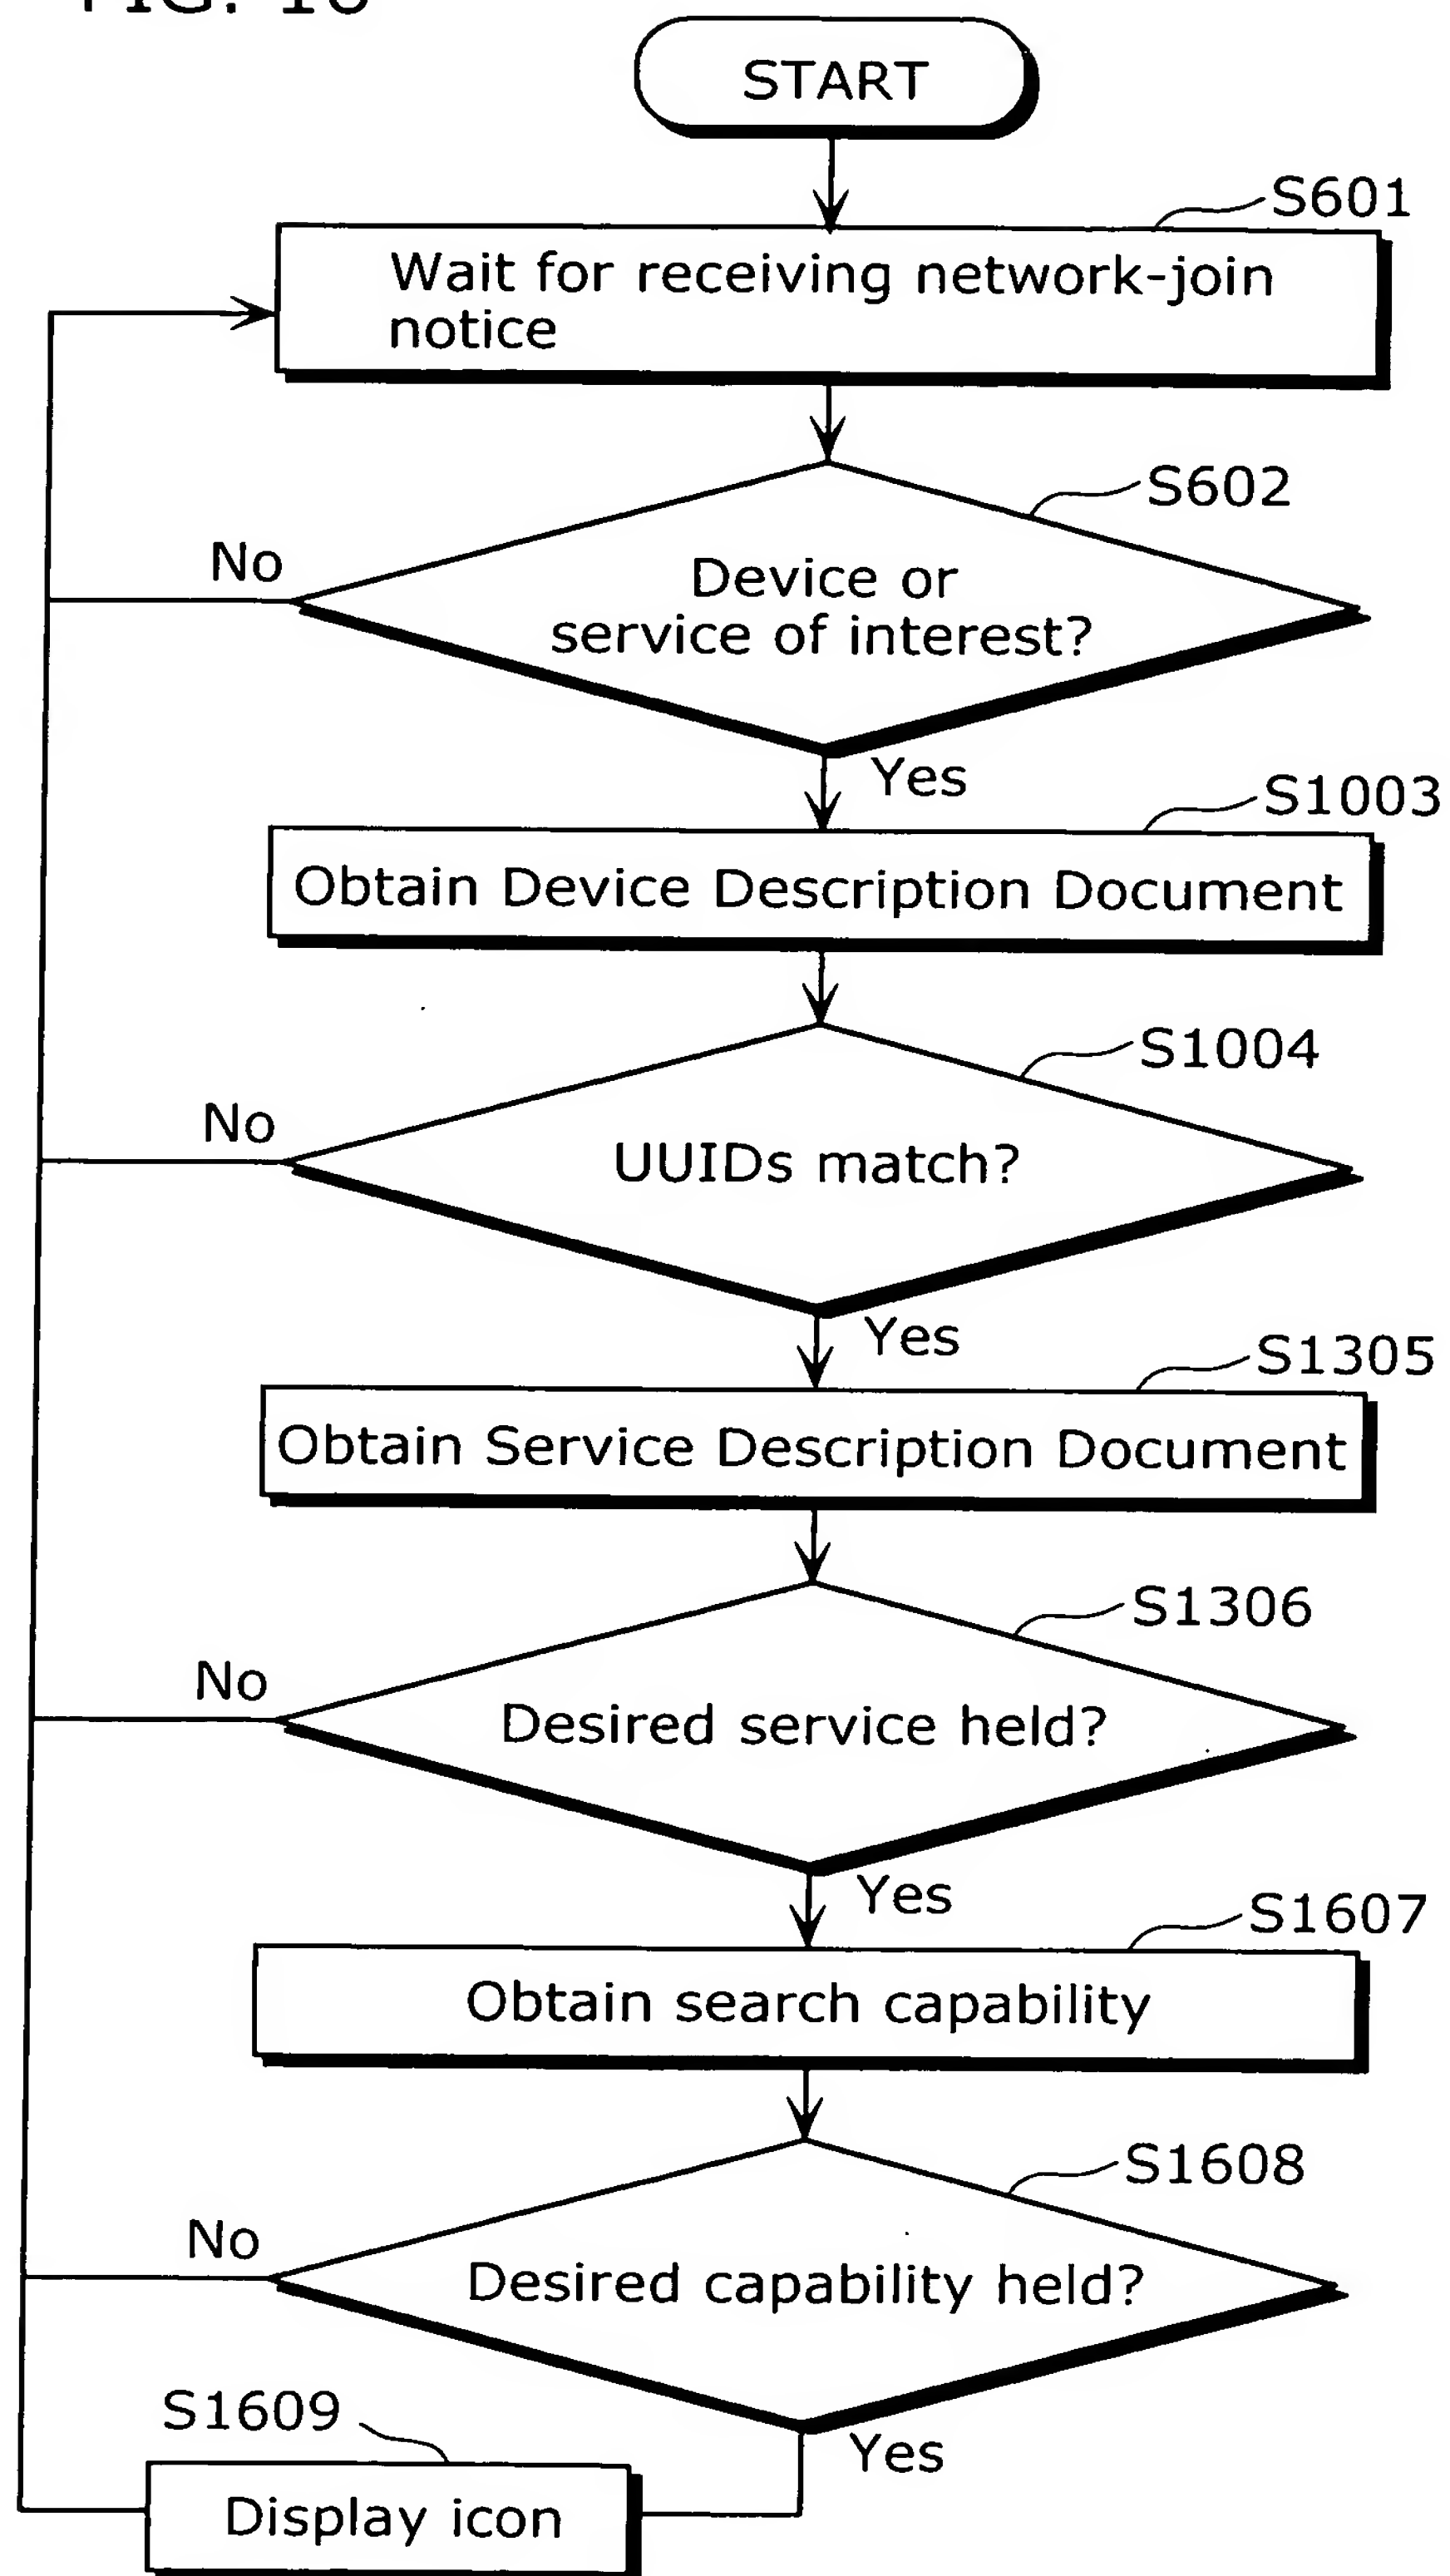 FIG. 16
START
S601
Wait for receiving network-join
notice
S602
No
Device or
service of interest?
Yes
S1003
Obtain Device Description Document
S1004
No
UUIDs match?
Yes
S1305
Obtain Service Description Document
S1306
No
Desired service held?
Yes
S1607
Obtain search capability
S1608
No
Desired capability held?
S1609
Yes
Display icon